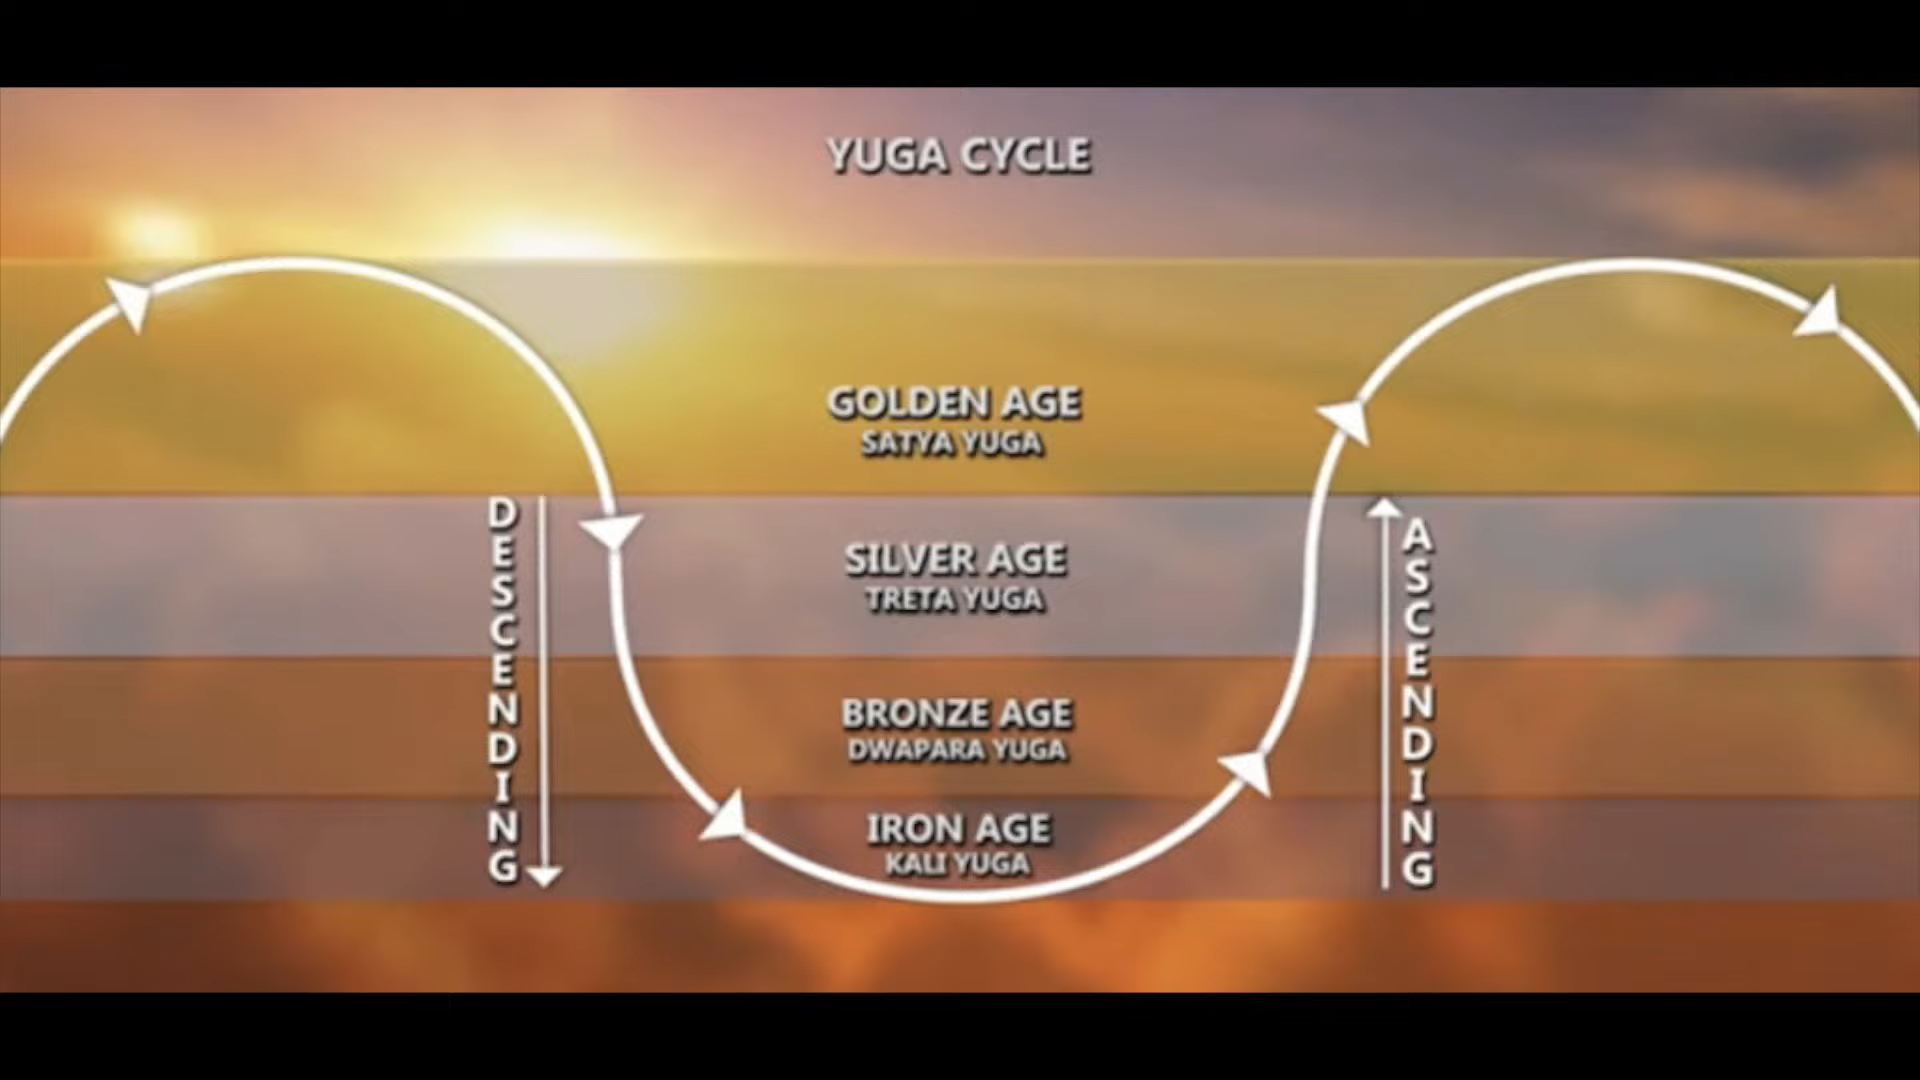 YUGA CYCLE
GOLDEN AGE
SATYA YUGA
DESCENDING
SILVER AGE
TRETA YUGA
ASCENDING
BRONZE AGE
DWAPARA YUGA
IRON AGE
KALI YUGA